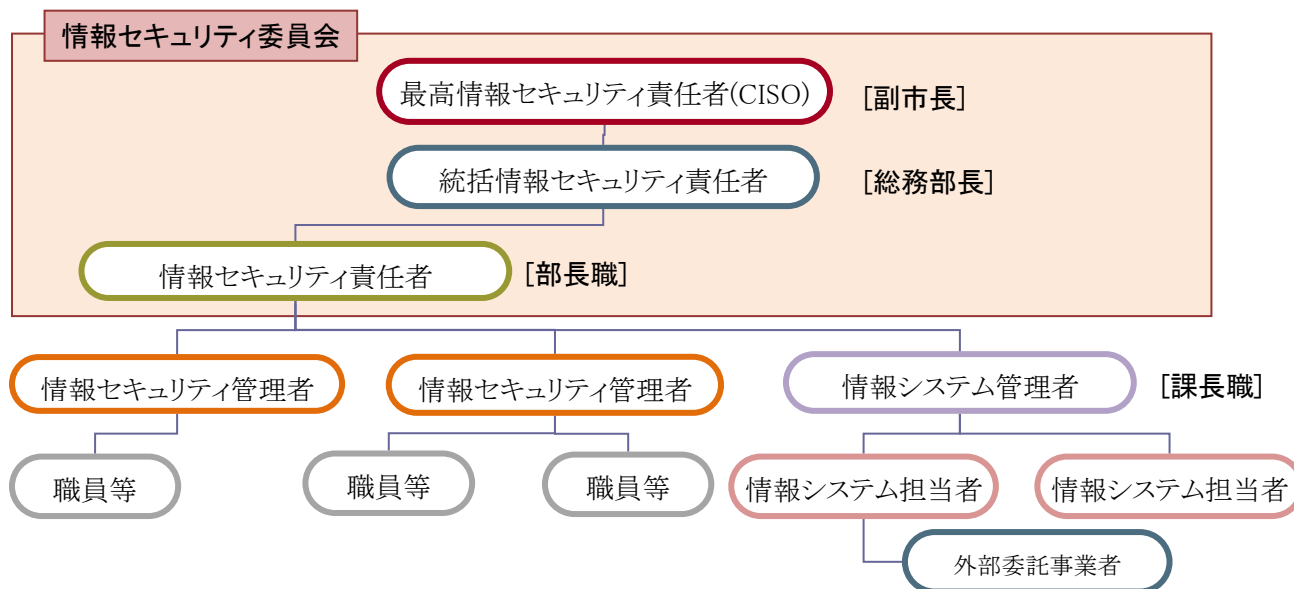 情報セキュリティ委員会
最高情報セキュリティ責任者(CISO)
[副市長]
統括情報セキュリティ責任者
[総務部長]
情報セキュリティ責任者
[部長職]
情報セキュリティ管理者
情報セキュリティ管理者
情報システム管理者
[課長職]
職員等
職員等
職員等
情報システム担当者
情報システム担当者
外部委託事業者